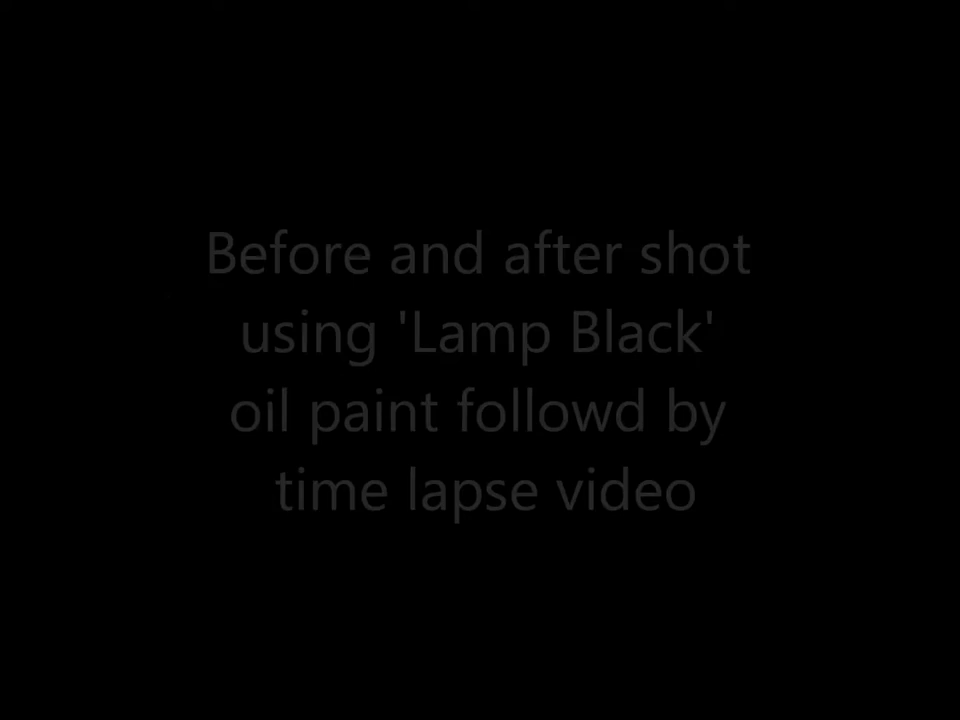 Before and after shot
using 'Lamp Black'
oil paint followd by
time lapse video